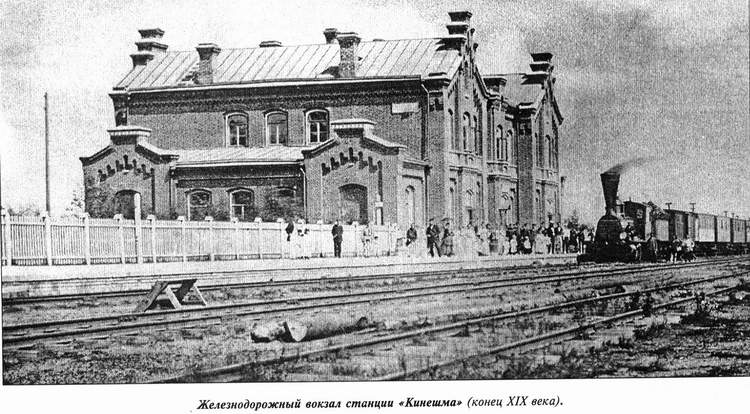 Железнодорожный вокзал станции «Кинешма» (конец XIX века).